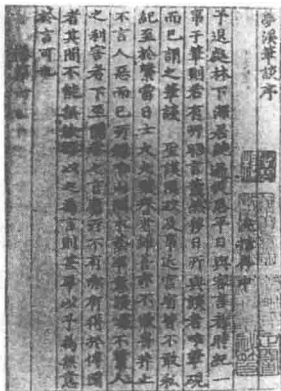 夢溪筆談序
沈括存中
予退處林下深居絕過從思平日與客言者時紀一
事于筆則若有所晤言蕭然移日所與談者唯筆硯
而已謂之筆談 聖謨國政及事近宮省皆不敢私
紀至於繫當日士大夫毀譽者雖善亦不欲書非止
不言人惡而已所錄唯山間木蔭率意談噱不繫人
之利害者下至閭巷之言靡所不有亦有得於傳聞
者其間不能無缺謬以之為言則甚卑以予為無意
於言可也